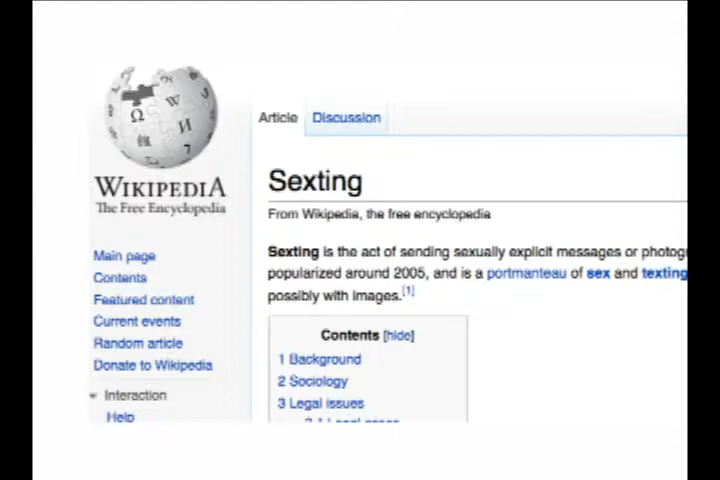 Ω W И 7
WIKIPEDIA
The Free Encyclopedia
Main page
Contents
Featured content
Current events
Random article
Donate to Wikipedia
Interaction
Help
Article Discussion
Sexting
From Wikipedia, the free encyclopedia
Sexting is the act of sending sexually explicit messages or photog
popularized around 2005, and is a portmanteau of sex and texting
possibly with images.[1]
Contents [hide]
1 Background
2 Sociology
3 Legal issues